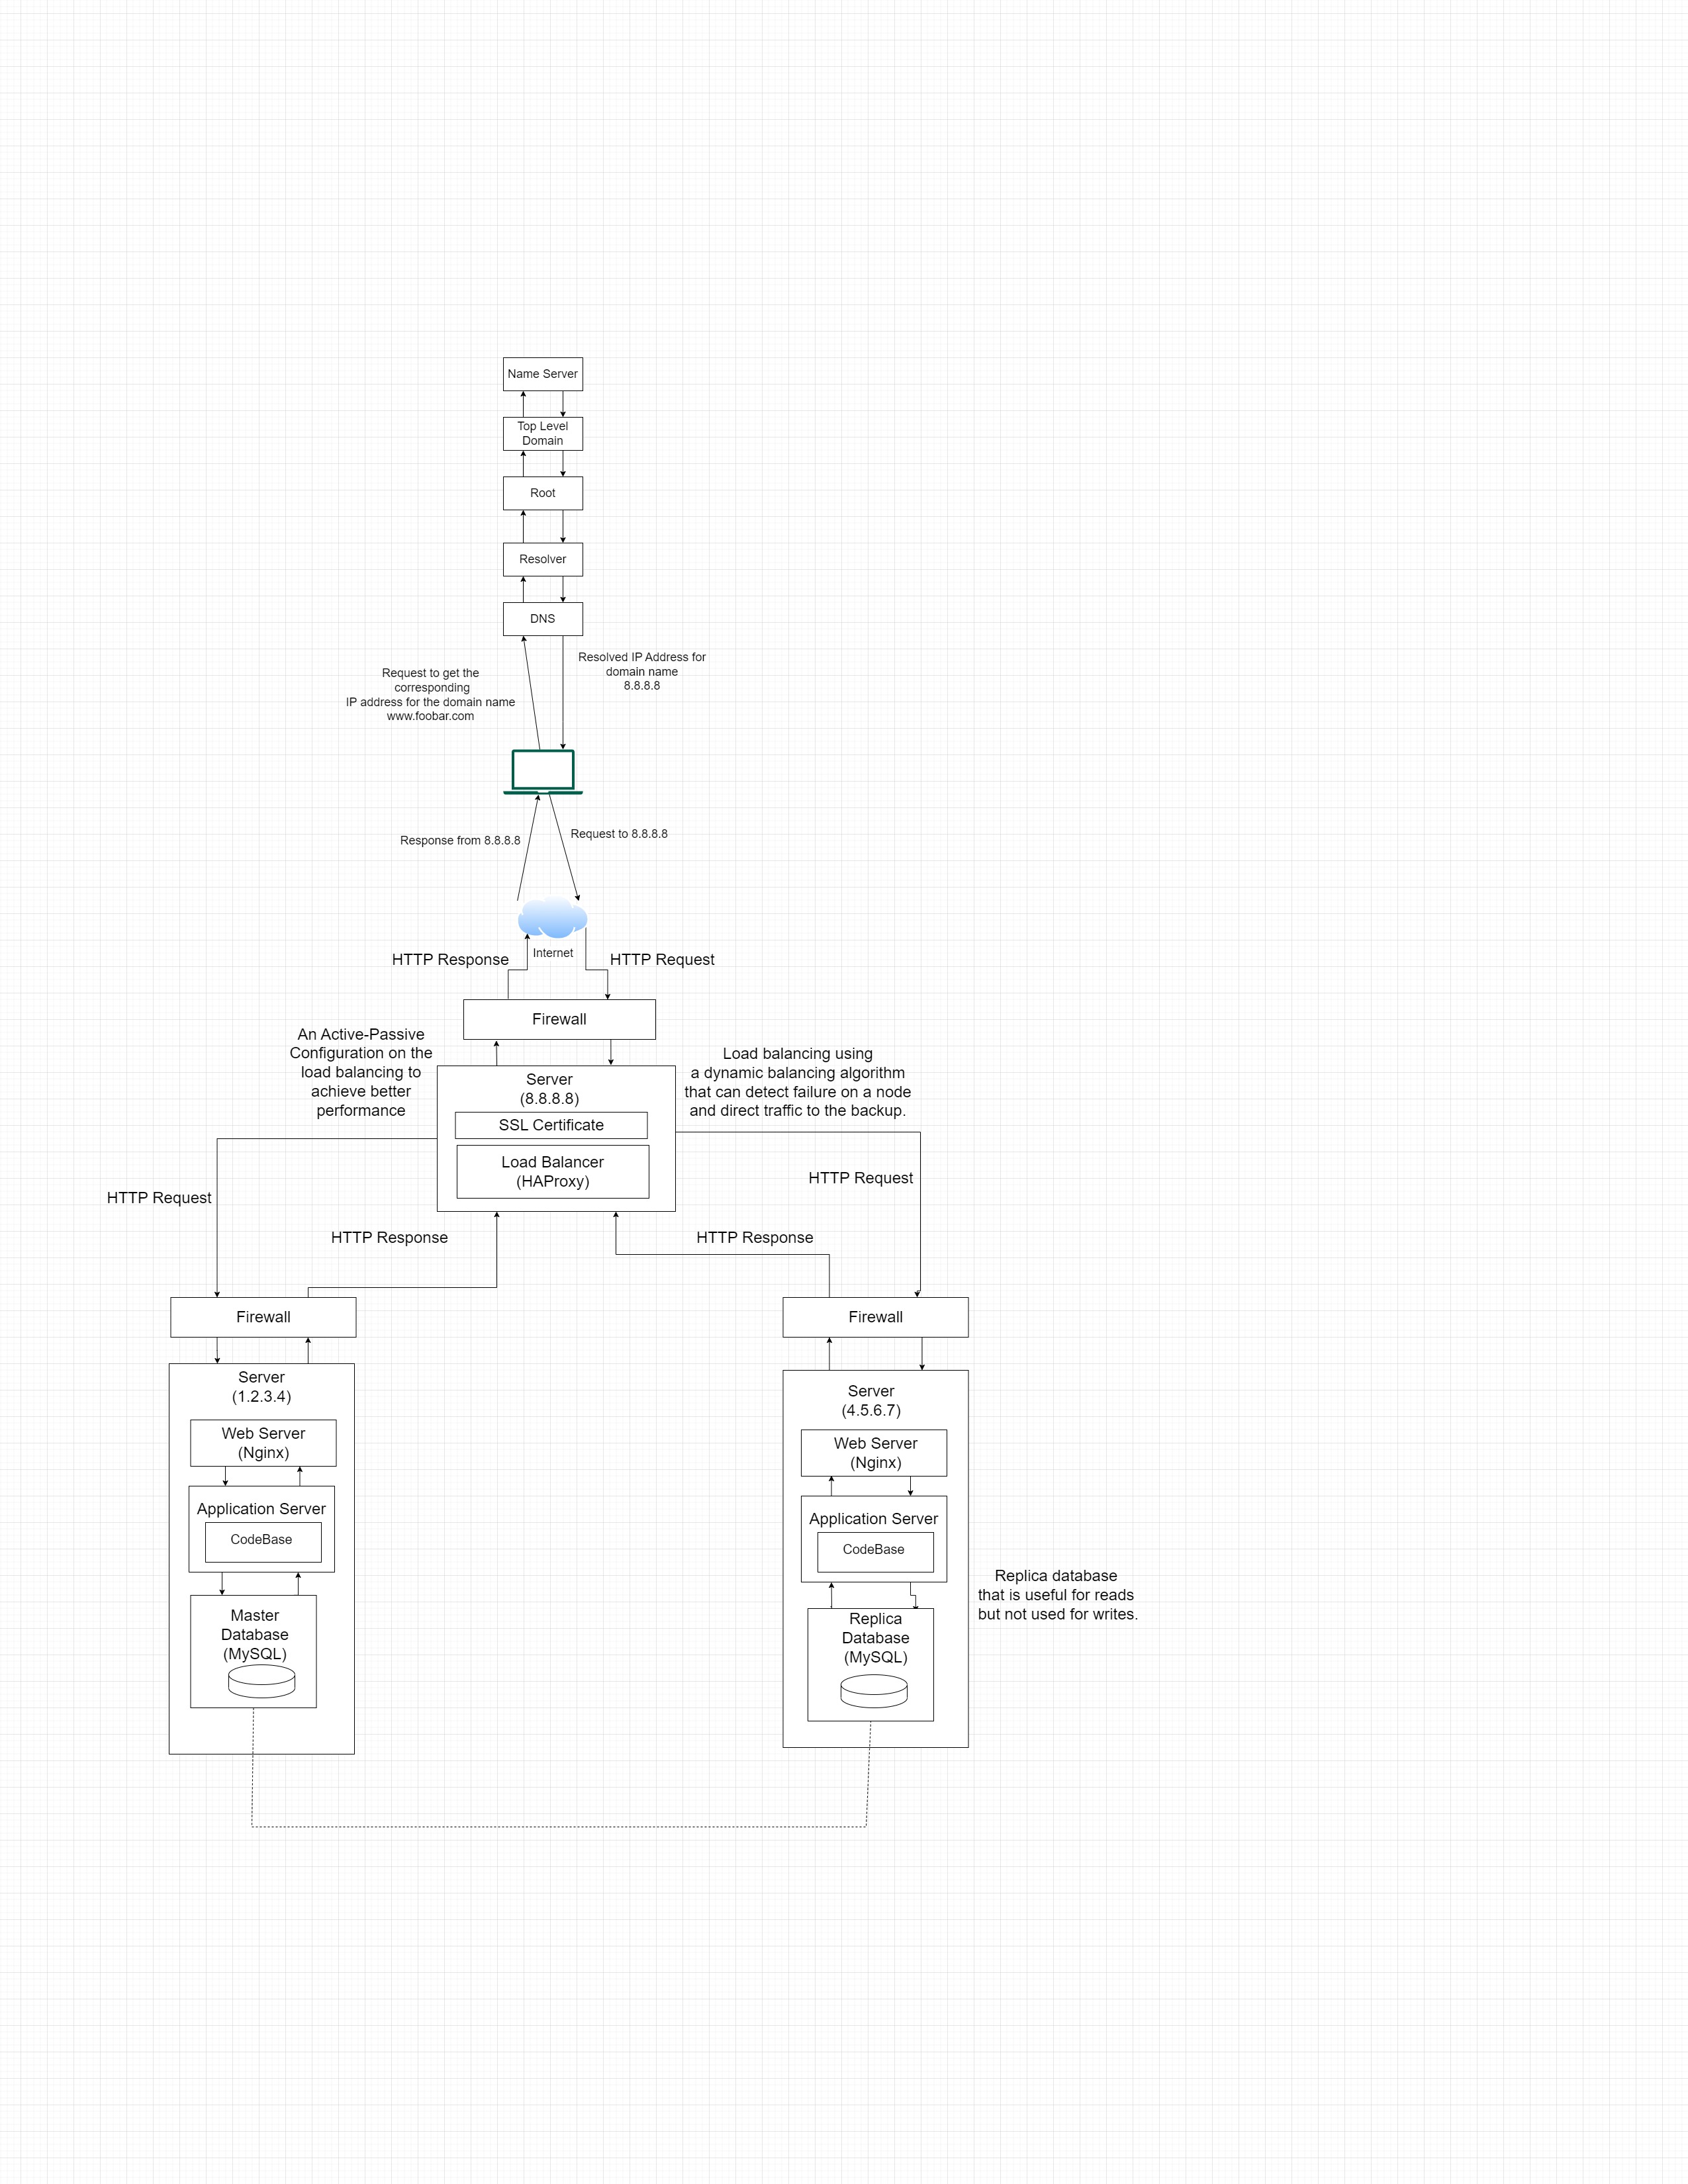 Name Server
Top Level
Domain
Root
Resolver
DNS
Request to get the
corresponding
IP address for the domain name
www.foobar.com
Resolved IP Address for
domain name
8.8.8.8
Response from 8.8.8.8
Request to 8.8.8.8
Internet
HTTP Response
HTTP Request
Firewall
An Active-Passive
Configuration on the
load balancing to
achieve better
performance
Server
(8.8.8.8)
SSL Certificate
Load Balancer
(HAProxy)
Load balancing using
a dynamic balancing algorithm
that can detect failure on a node
and direct traffic to the backup.
HTTP Request
HTTP Request
HTTP Response
HTTP Response
Firewall
Server
(1.2.3.4)
Web Server
(Nginx)
Application Server
CodeBase
Master
Database
(MySQL)
Firewall
Server
(4.5.6.7)
Web Server
(Nginx)
Application Server
CodeBase
Replica
Database
(MySQL)
Replica database
that is useful for reads
but not used for writes.